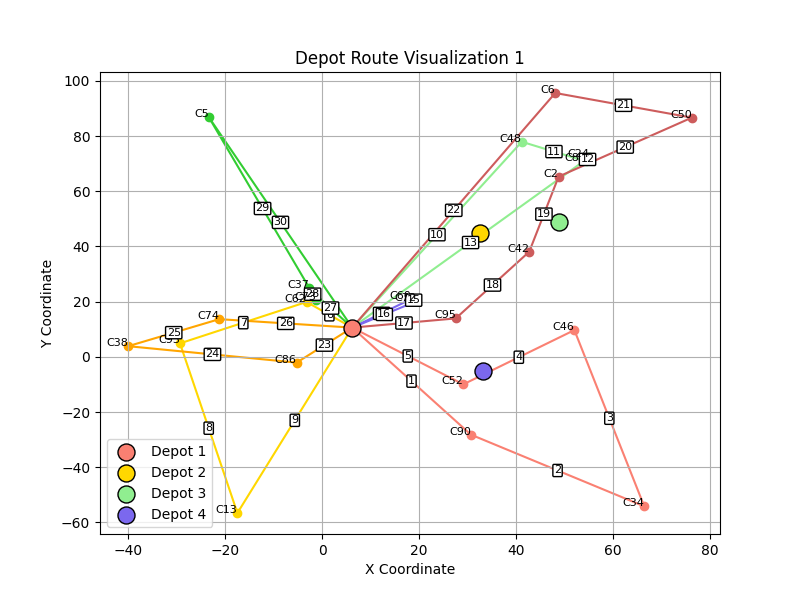 Depot Route Visualization 1
Y Coordinate
100
80
60
40
20
0
−20
−40
−60
C6
21
C50
C5
C48
20
11
C24
12
C2
29
22
19
30
10
13
C42
18
C37
28
C62
15
27
16
C95
17
C74
7
26
25
C38
24
23
C86
C46
5
4
C52
1
3
8
9
C90
2
C34
C13
Depot 1
Depot 2
Depot 3
Depot 4
−40
−20
0
20
40
60
80
X Coordinate